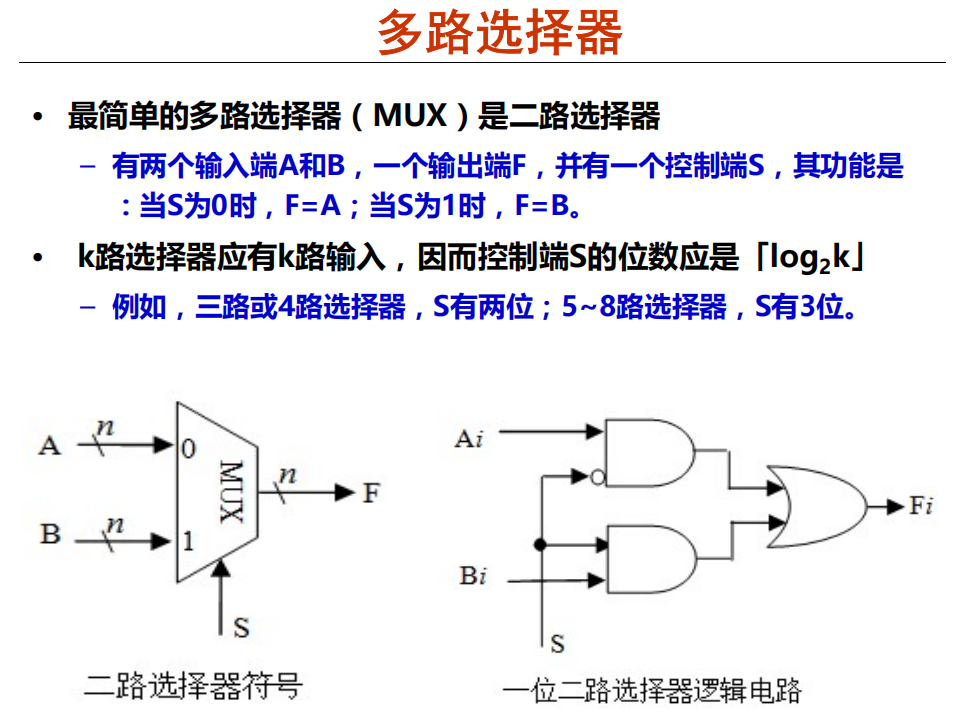 多路选择器
• 最简单的多路选择器（MUX）是二路选择器
– 有两个输入端A和B，一个输出端F，并有一个控制端S，其功能是
：当S为0时，F=A；当S为1时，F=B。
• k路选择器应有k路输入，因而控制端S的位数应是「log₂k」
– 例如，三路或4路选择器，S有两位；5~8路选择器，S有3位。
A n 0
MUX
n F
B n 1
S
二路选择器符号
Ai
Fi
Bi
S
一位二路选择器逻辑电路